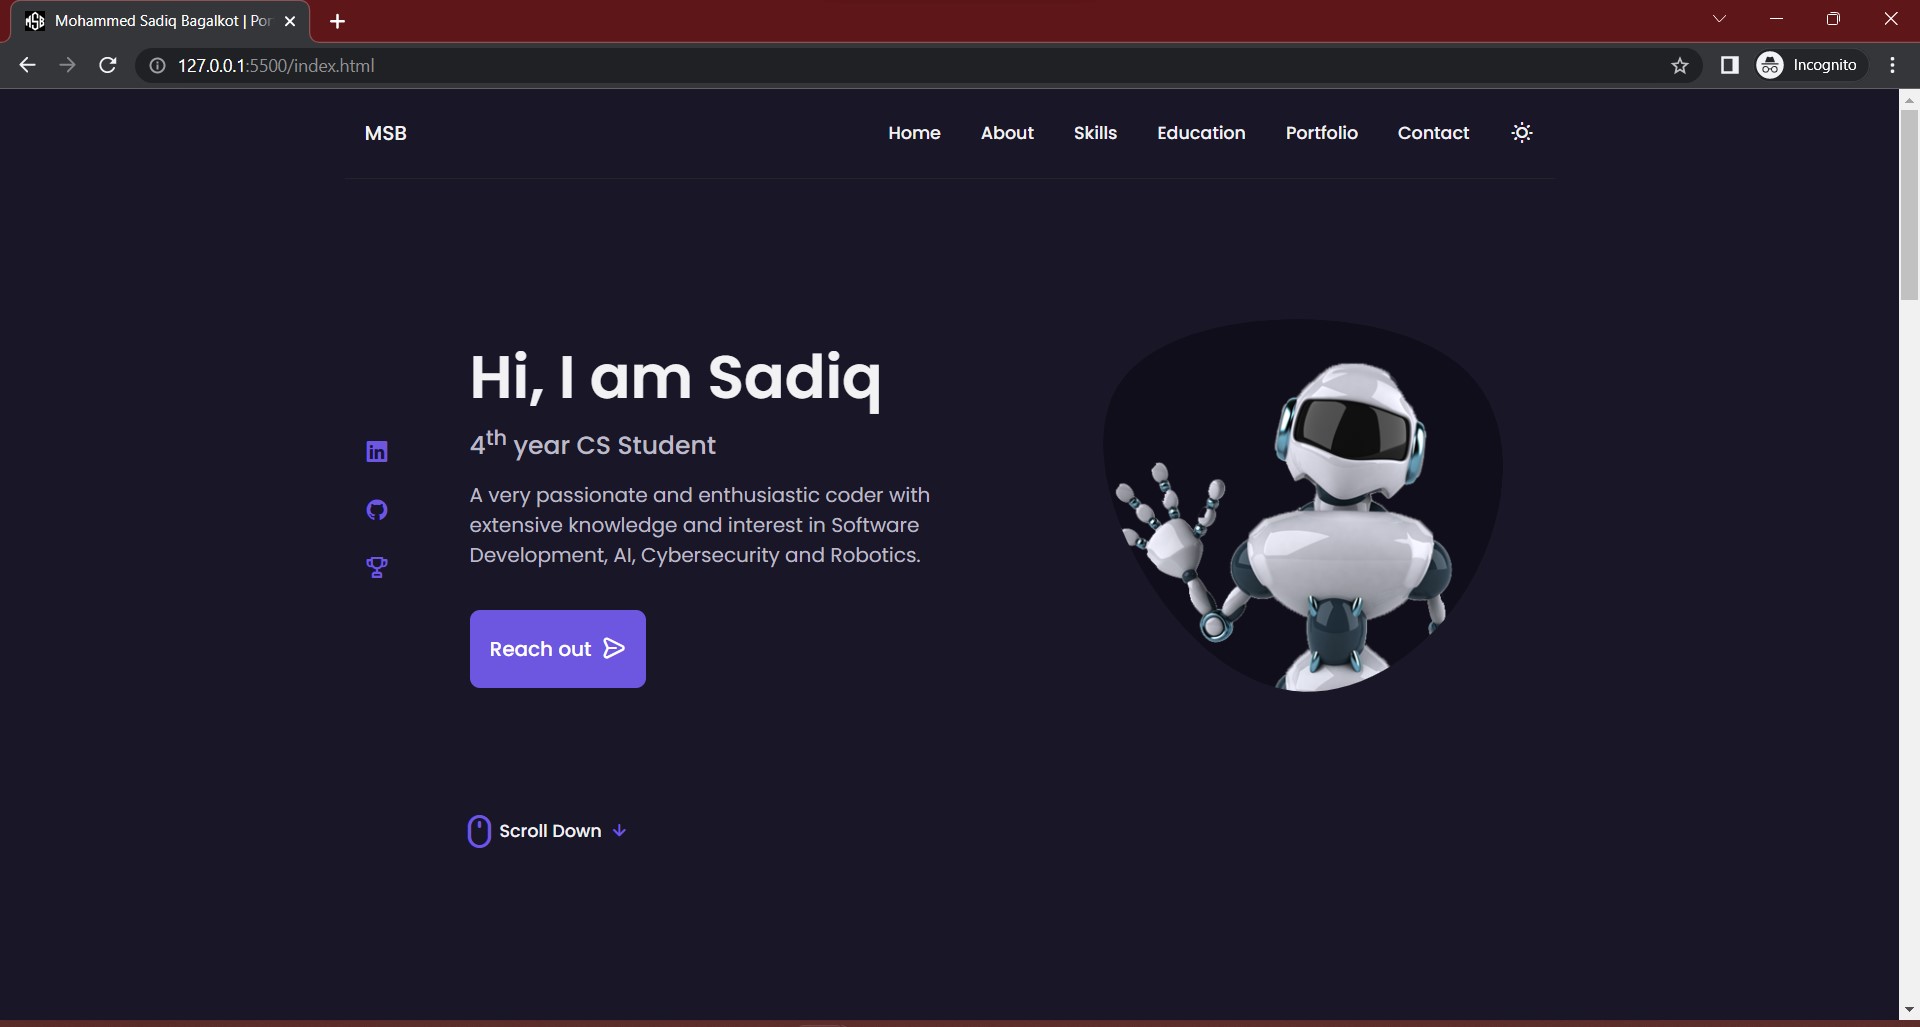 Mohammed Sadiq Bagalkot | Por
127.0.0.1:5500/index.html
Incognito
MSB
Home About Skills Education Portfolio Contact
Hi, I am Sadiq
4th year CS Student
A very passionate and enthusiastic coder with
extensive knowledge and interest in Software
Development, AI, Cybersecurity and Robotics.
Reach out
Scroll Down